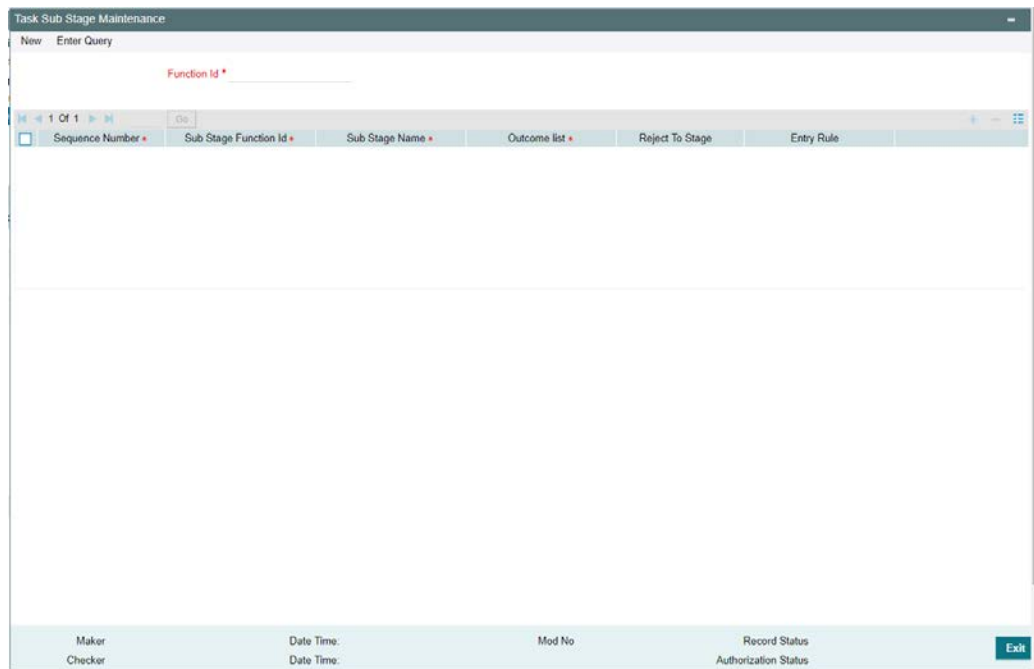 Task Sub Stage Maintenance
New Enter Query
Function Id *
1 Of 1 Go
Sequence Number * Sub Stage Function Id * Sub Stage Name * Outcome list * Reject To Stage Entry Rule
Maker Date Time: Mod No Record Status
Checker Date Time: Authorization Status
Exit